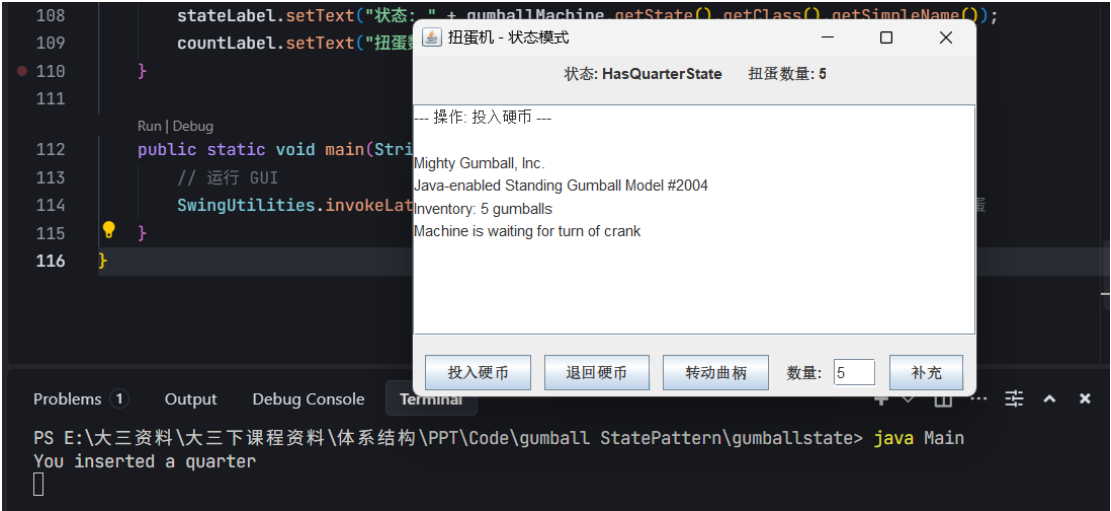 108 stateLabel.setText("状态: " + gumballMachine.getState().getClass().getSimpleName());
109 countLabel.setText("扭蛋
110 }
111
Run | Debug
112 public static void main(Stri
113 // 运行 GUI
114 SwingUtilities.invokeLat
115 }
116 }
扭蛋机 - 状态模式
状态: HasQuarterState 扭蛋数量: 5
--- 操作: 投入硬币 ---
Mighty Gumball, Inc.
Java-enabled Standing Gumball Model #2004
Inventory: 5 gumballs
Machine is waiting for turn of crank
投入硬币 退回硬币 转动曲柄 数量: 5 补充
Problems 1 Output Debug Console Terminal
PS E:\大三资料\大三下课程资料\体系结构\PPT\Code\gumball StatePattern\gumballstate> java Main
You inserted a quarter